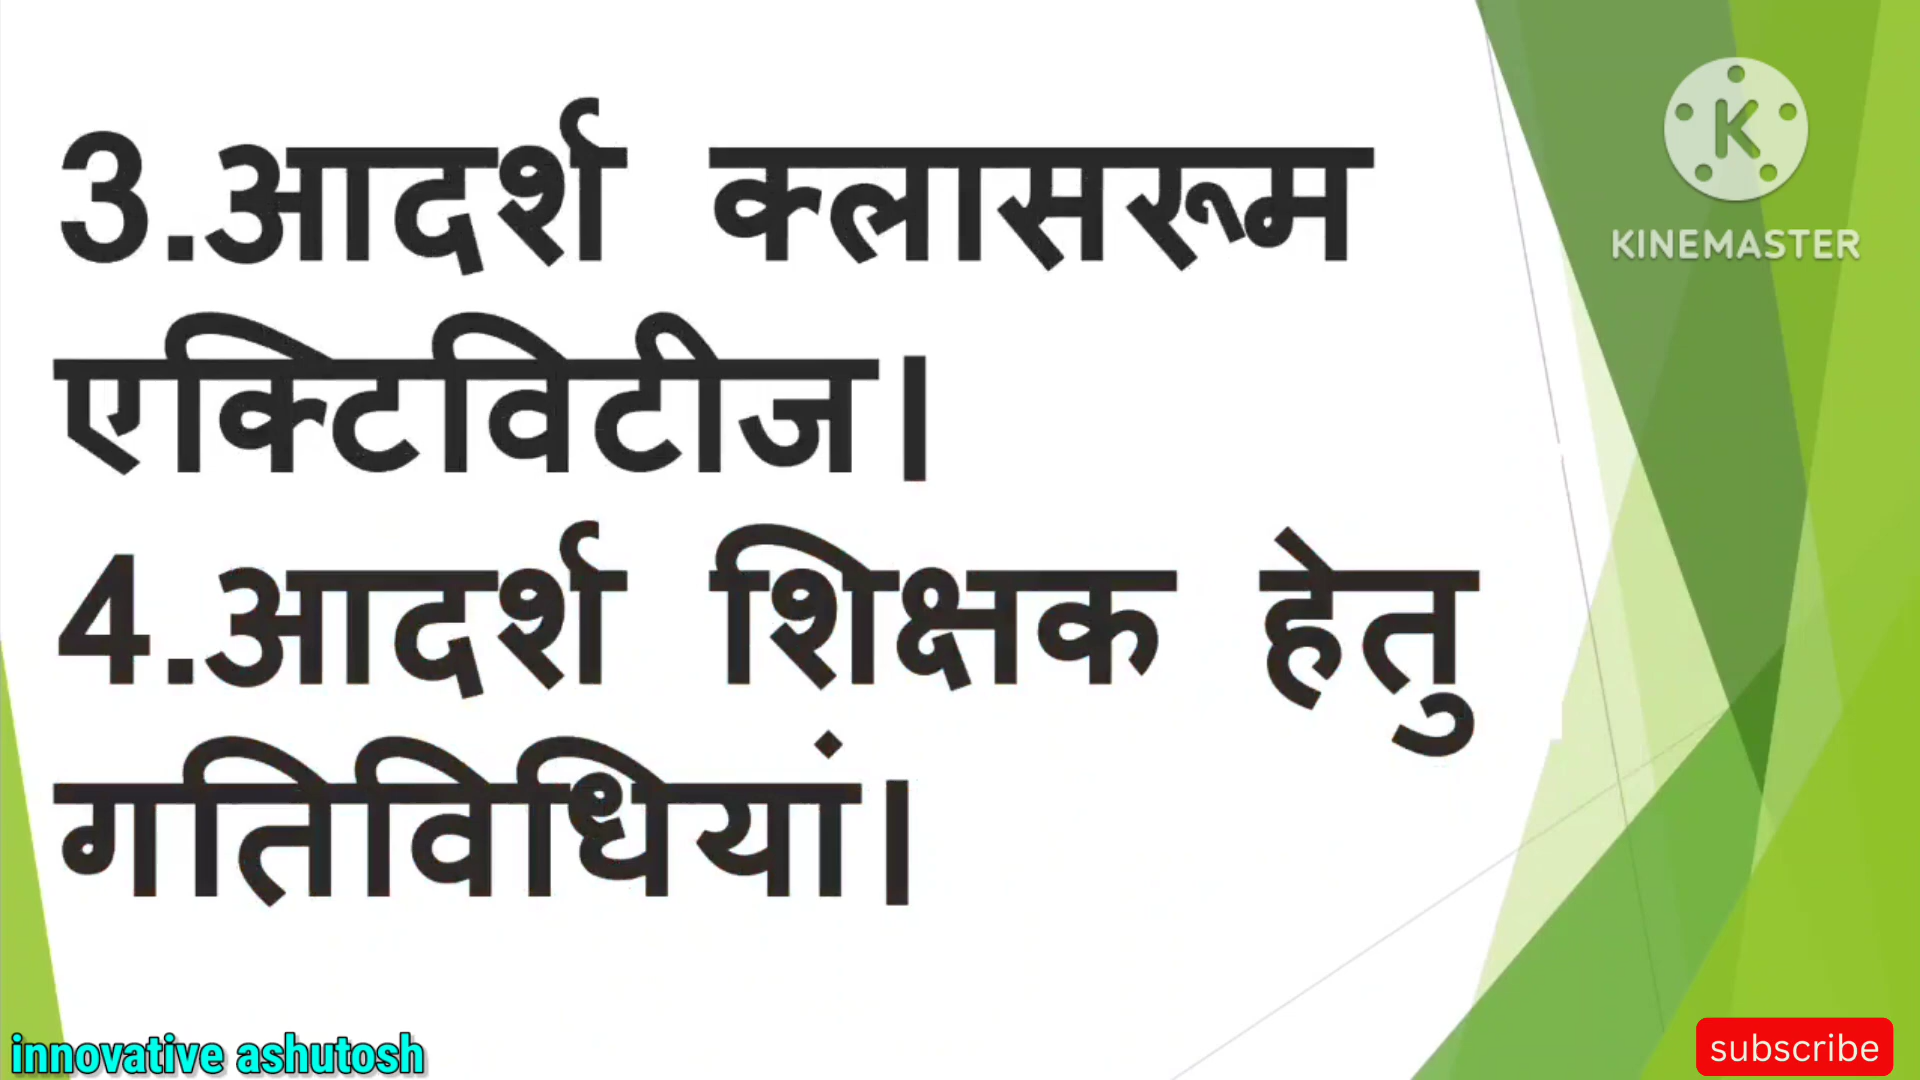 3.आदर्श क्लासरूम
एक्टिविटीज।
4.आदर्श शिक्षक हेतु
गतिविधियां।
K
KINEMASTER
innovative ashutosh
subscribe